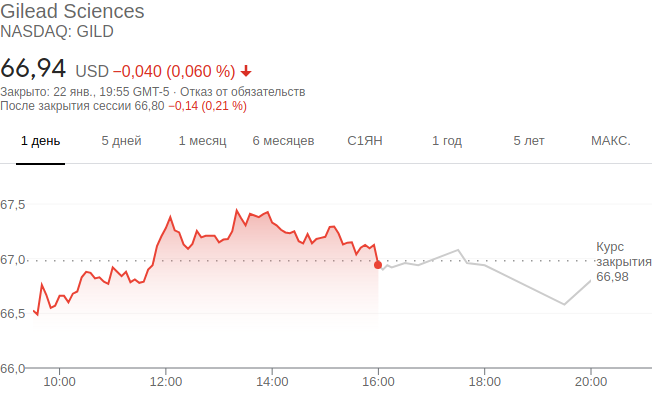 Gilead Sciences
NASDAQ: GILD
66,94 USD −0,040 (0,060 %)
Закрыто: 22 янв., 19:55 GMT-5 · Отказ от обязательств
После закрытия сессии 66,80 −0,14 (0,21 %)
1 день 5 дней 1 месяц 6 месяцев С1ЯН 1 год 5 лет МАКС.
67,5
67,0
66,5
66,0
Курс
закрытия
66,98
10:00 12:00 14:00 16:00 18:00 20:00